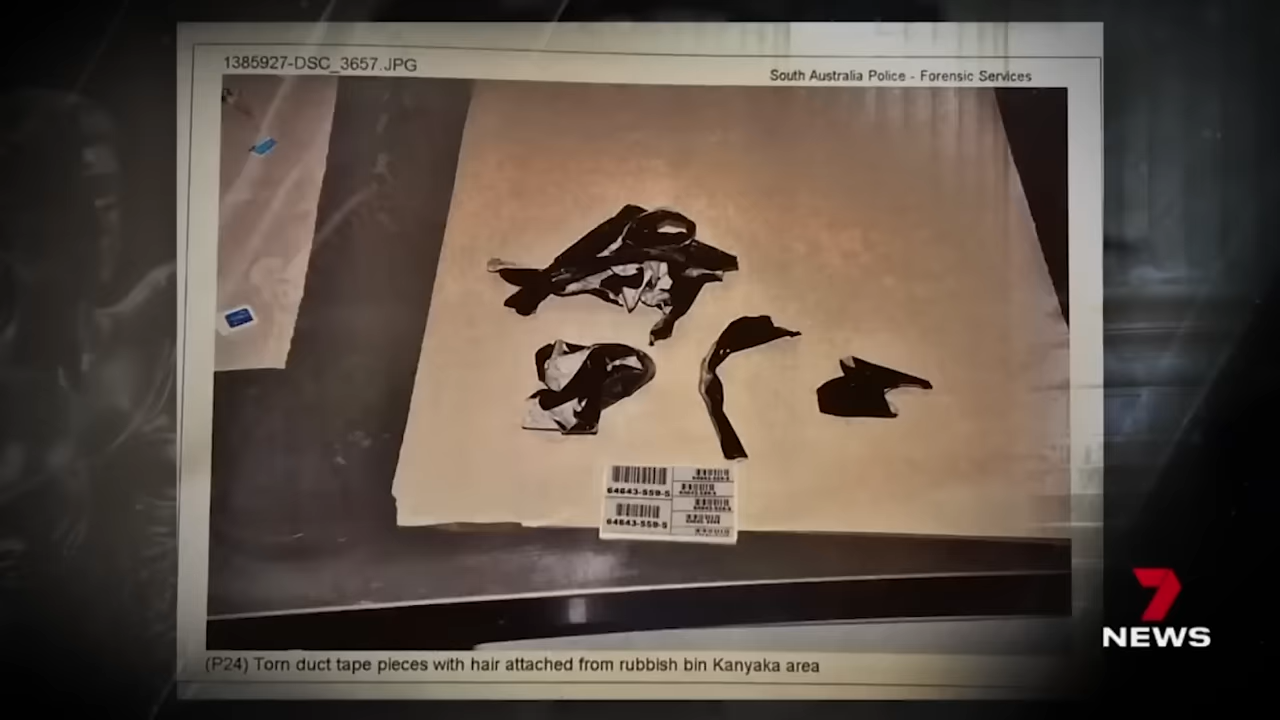 1385927-DSC_3657.JPG
South Australia Police - Forensic Services
64643-559-5
64643-559-5
7
NEWS
(P24) Torn duct tape pieces with hair attached from rubbish bin Kanyaka area